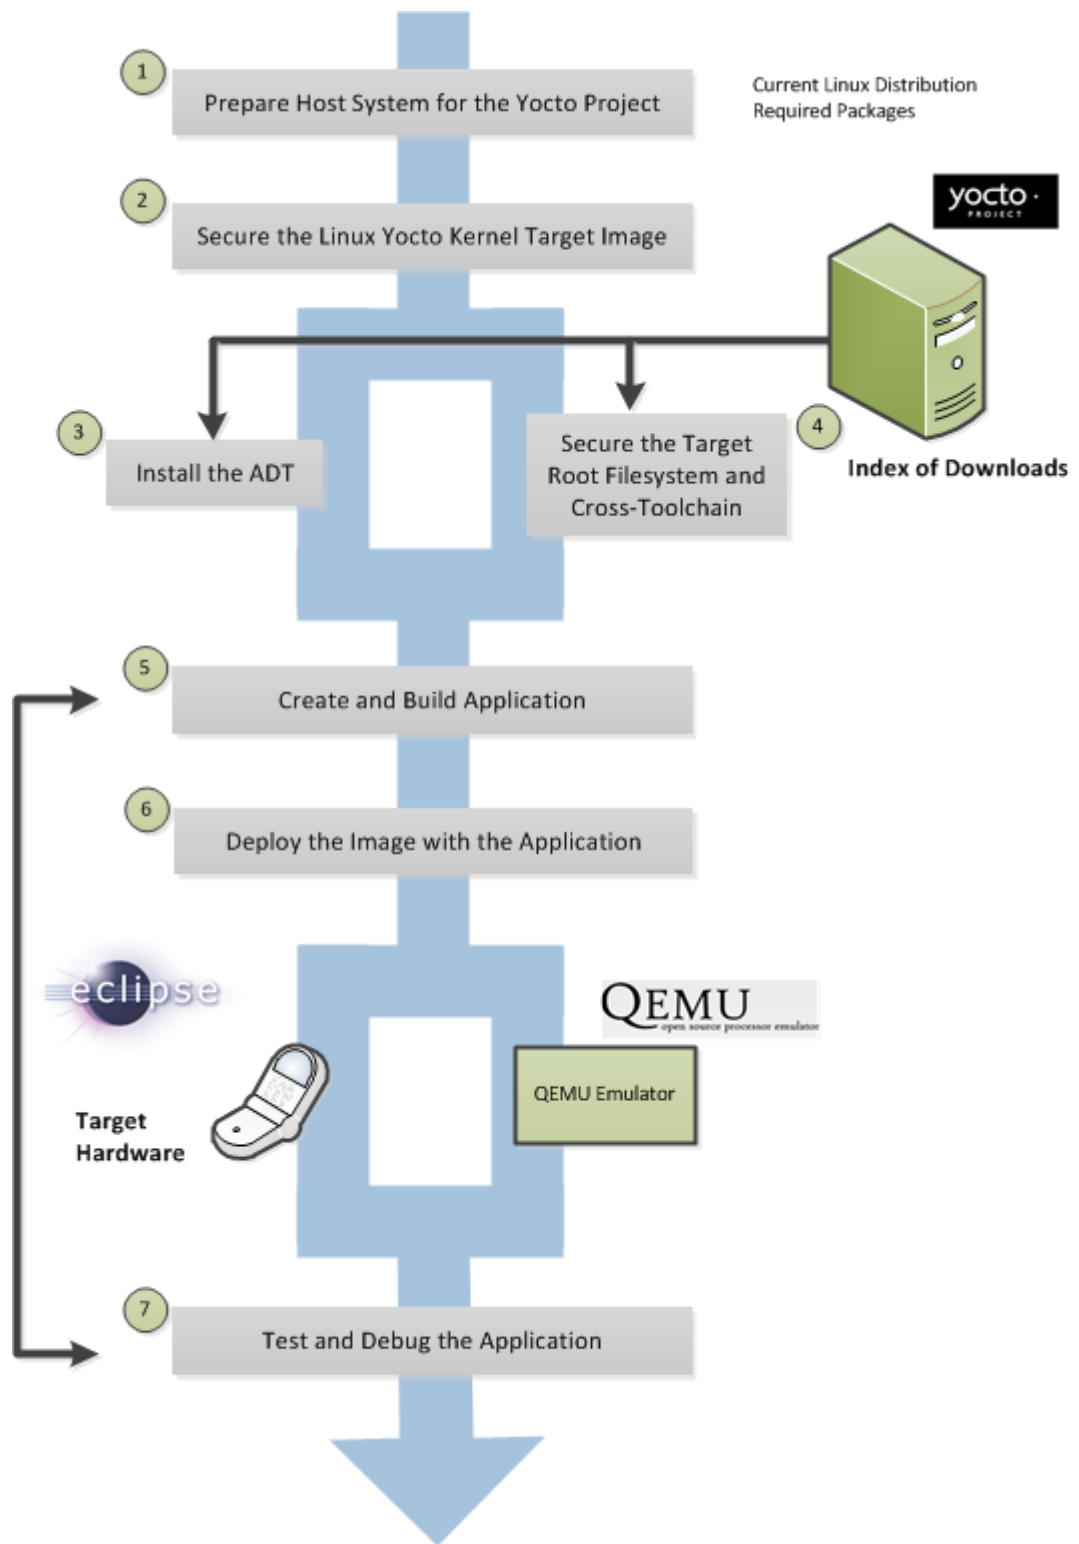 1
Prepare Host System for the Yocto Project
Current Linux Distribution
Required Packages
2
Secure the Linux Yocto Kernel Target Image
yocto
PROJECT
3
Install the ADT
Secure the Target
Root Filesystem and
Cross-Toolchain
4
Index of Downloads
5
Create and Build Application
6
Deploy the Image with the Application
eclipse
QEMU
open source processor emulator
Target
Hardware
QEMU Emulator
7
Test and Debug the Application